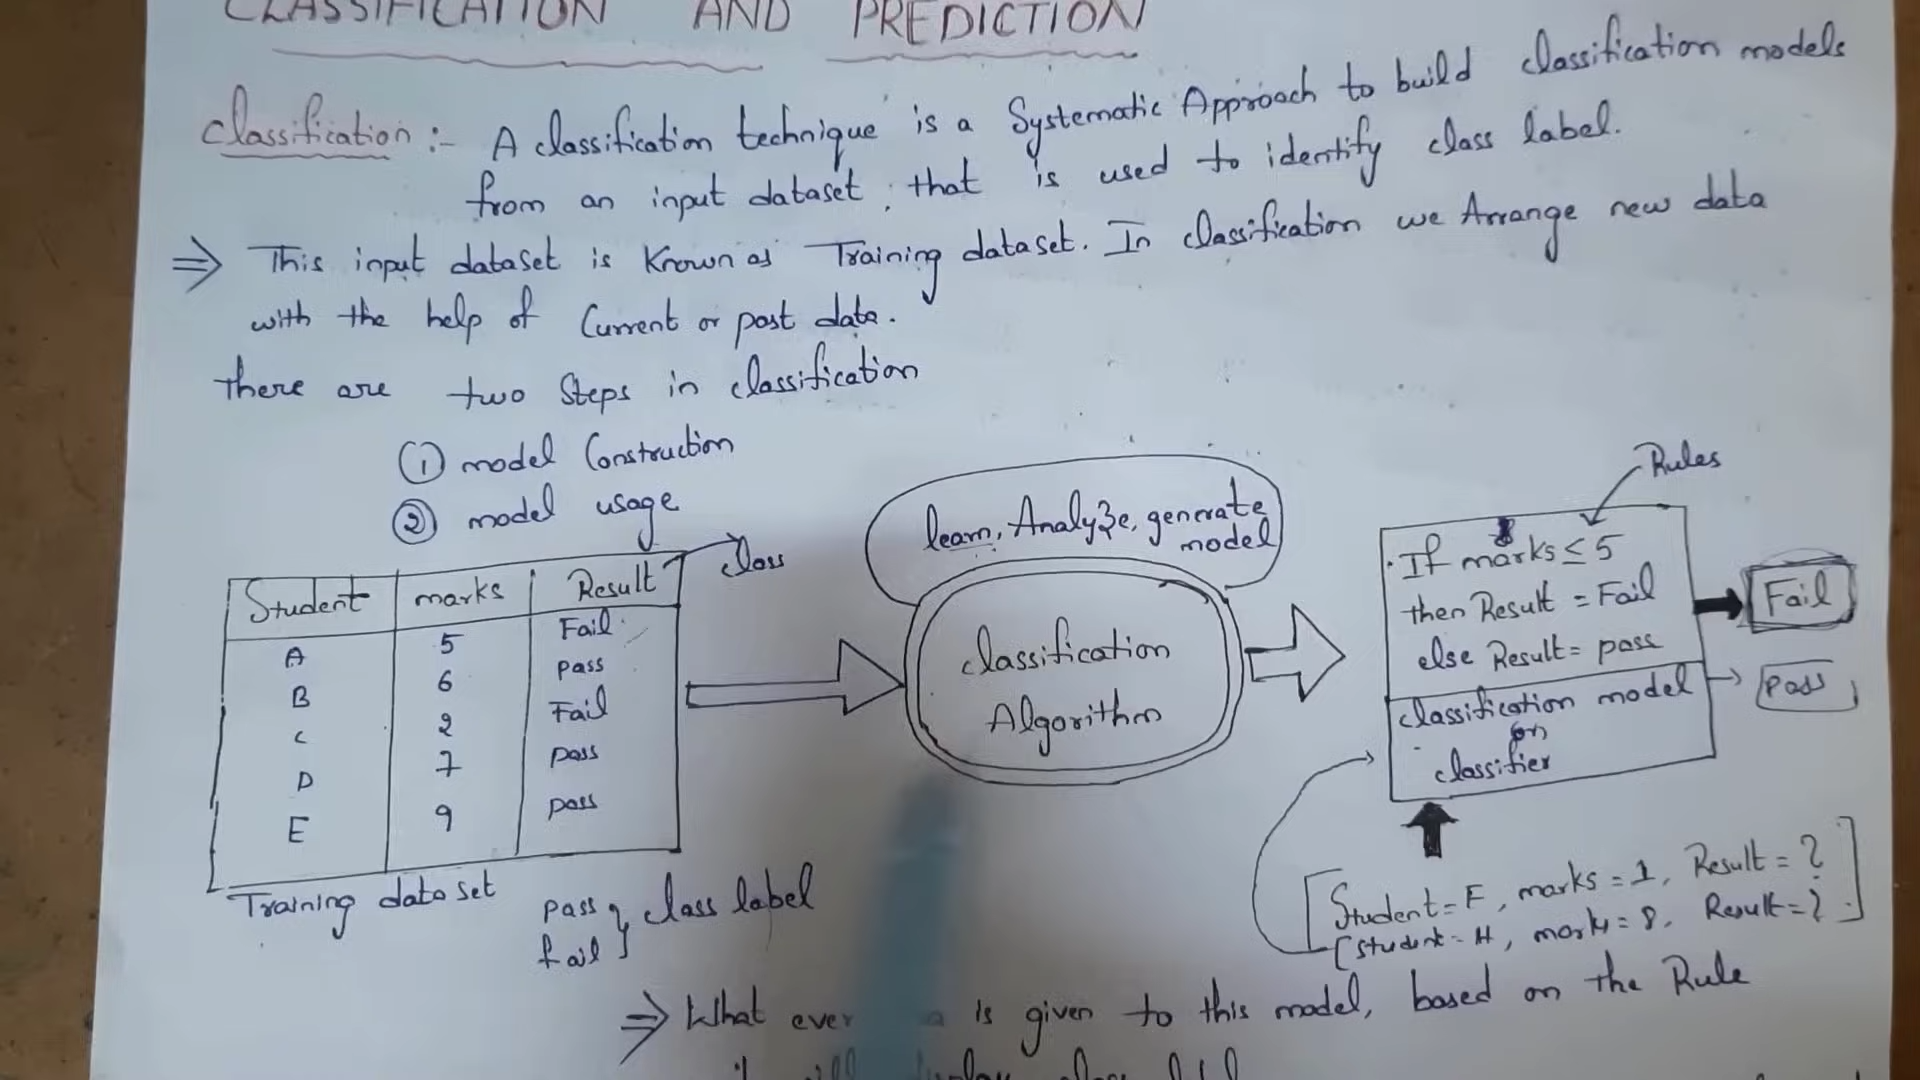 CLASSIFICATION AND PREDICTION
Classification :- A classification technique is a Systematic Approach to build classification models
from an input dataset, that is used to identify class label.
⇒ This input dataset is Known as Training dataset. In classification we Arrange new data
with the help of Current or past data.
there are two Steps in classification
① model Construction
② model usage
Student marks Result
class
A 5 Fail
B 6 pass
C 2 Fail
D 7 pass
E 9 pass
Training dataset
pass } class label
fail
learn, Analyze, generate
model
classification
Algorithm
Rules
If marks ≤ 5
then Result = Fail
else Result = pass
classification model
or
classifier
Fail
pass
[Student = F, marks = 1, Result = ?
[student = H, marks = 8, Result = ?]
⇒ What ever is given to this model, based on the Rule